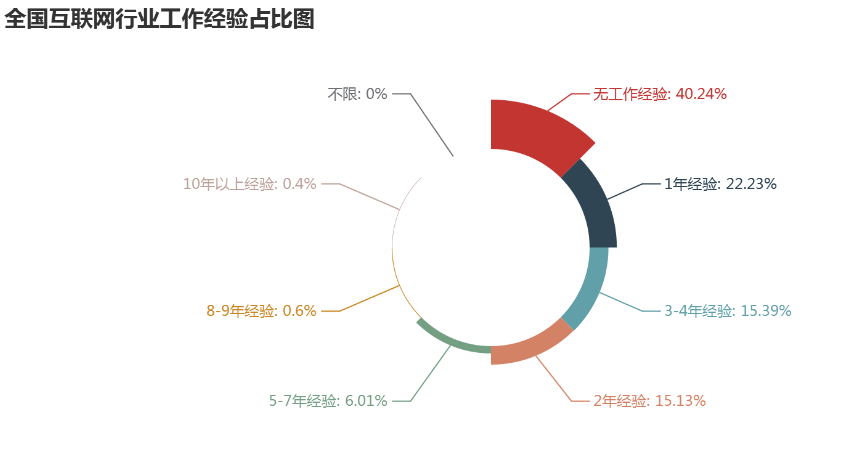 全国互联网行业工作经验占比图
不限: 0%
无工作经验: 40.24%
10年以上经验: 0.4%
1年经验: 22.23%
8-9年经验: 0.6%
3-4年经验: 15.39%
5-7年经验: 6.01%
2年经验: 15.13%